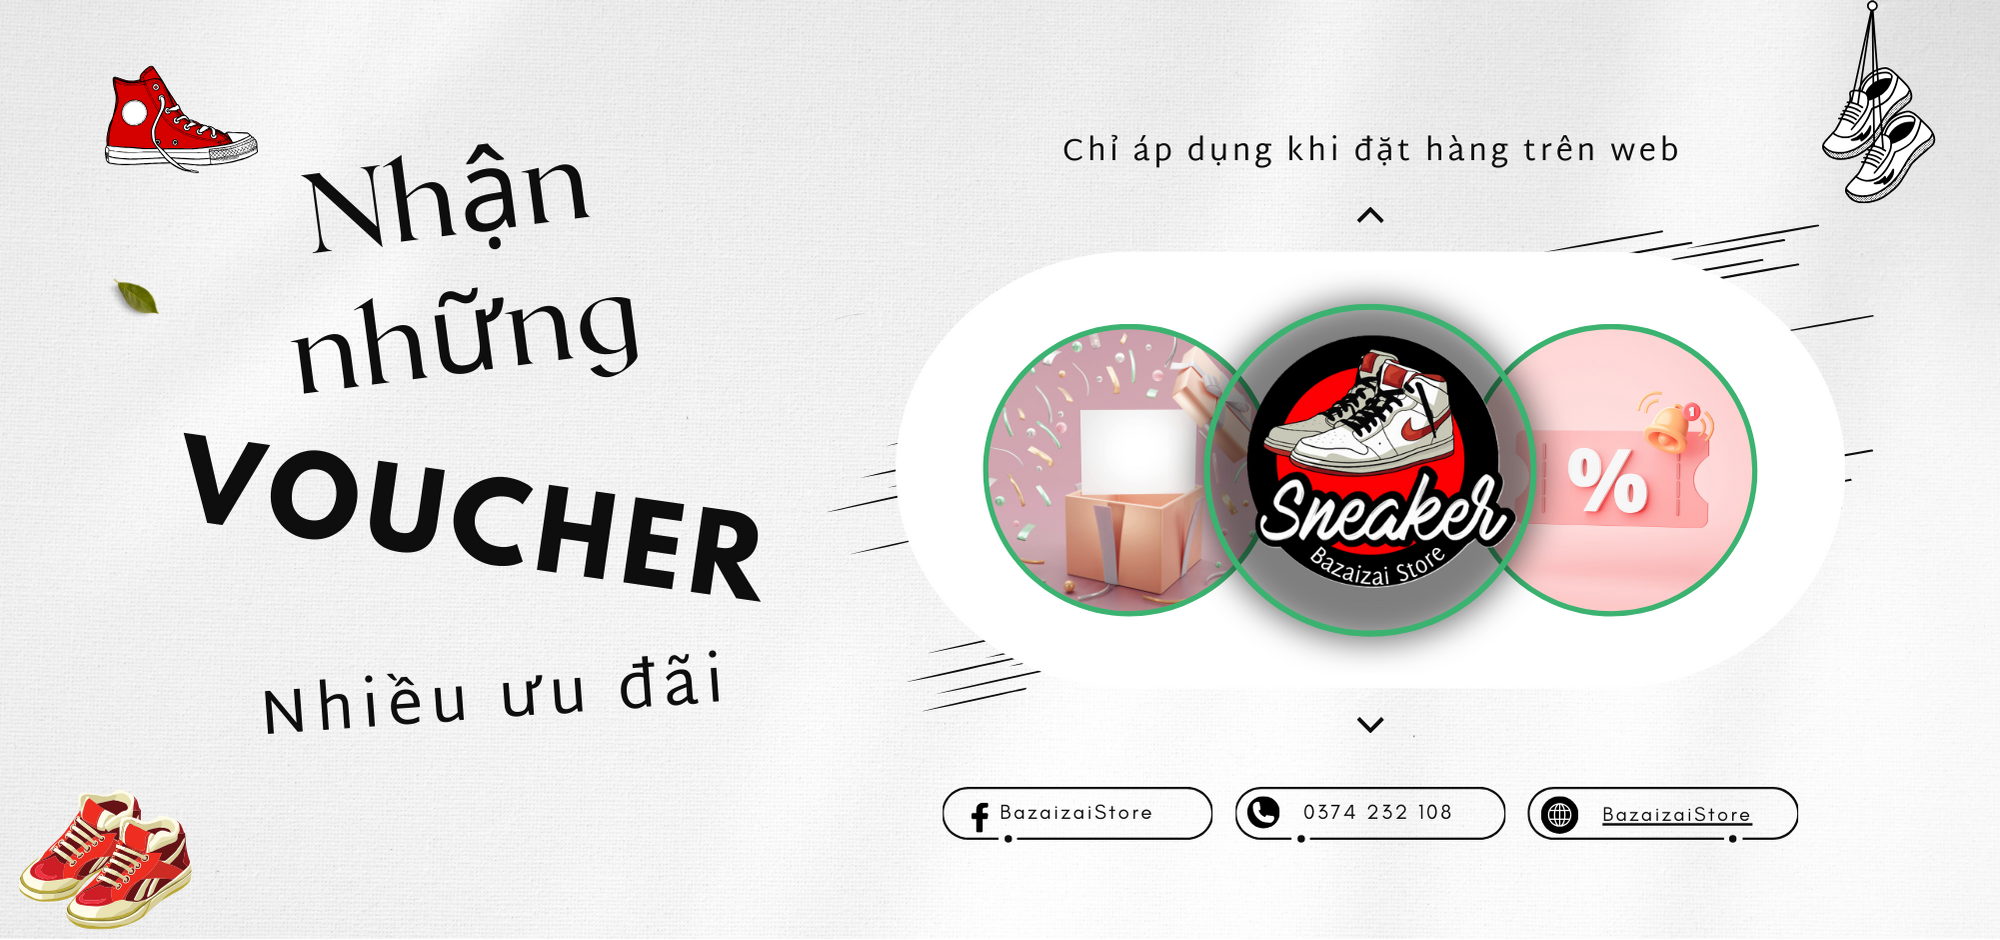 Nhận
những
VOUCHER
Nhiều ưu đãi
Chỉ áp dụng khi đặt hàng trên web
Sneaker
Bazaizai Store
%
1
BazaizaiStore
0374 232 108
BazaizaiStore